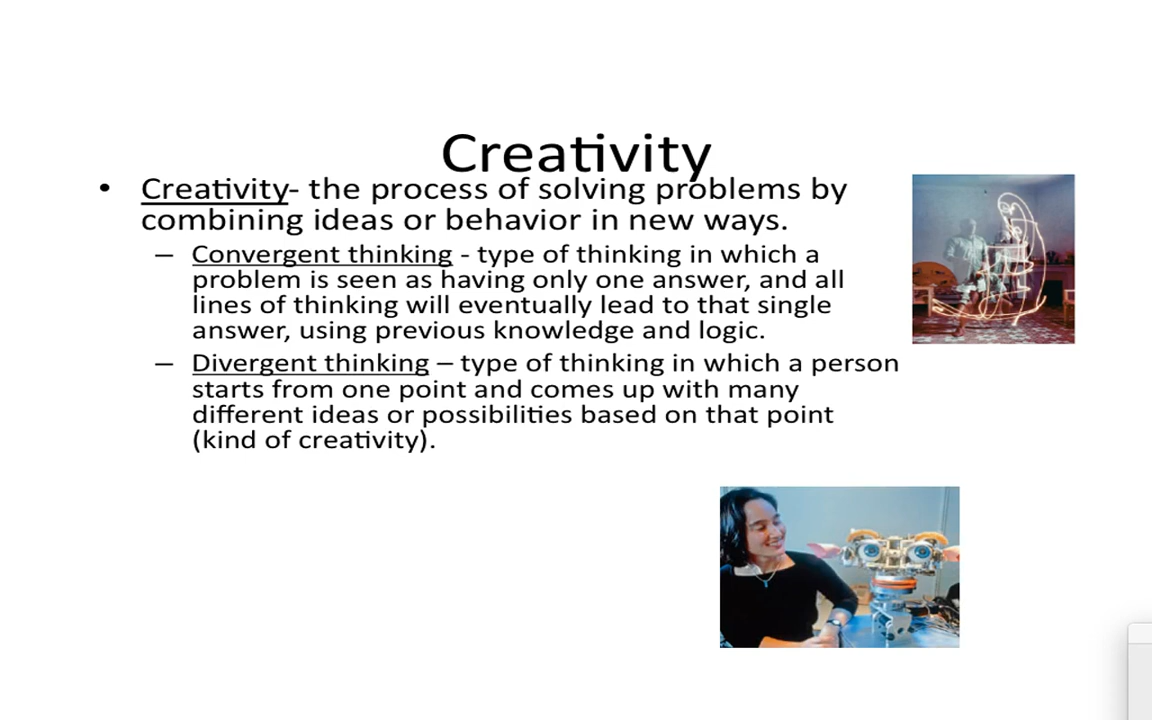 Creativity
• Creativity- the process of solving problems by
combining ideas or behavior in new ways.
– Convergent thinking - type of thinking in which a
problem is seen as having only one answer, and all
lines of thinking will eventually lead to that single
answer, using previous knowledge and logic.
– Divergent thinking – type of thinking in which a person
starts from one point and comes up with many
different ideas or possibilities based on that point
(kind of creativity).